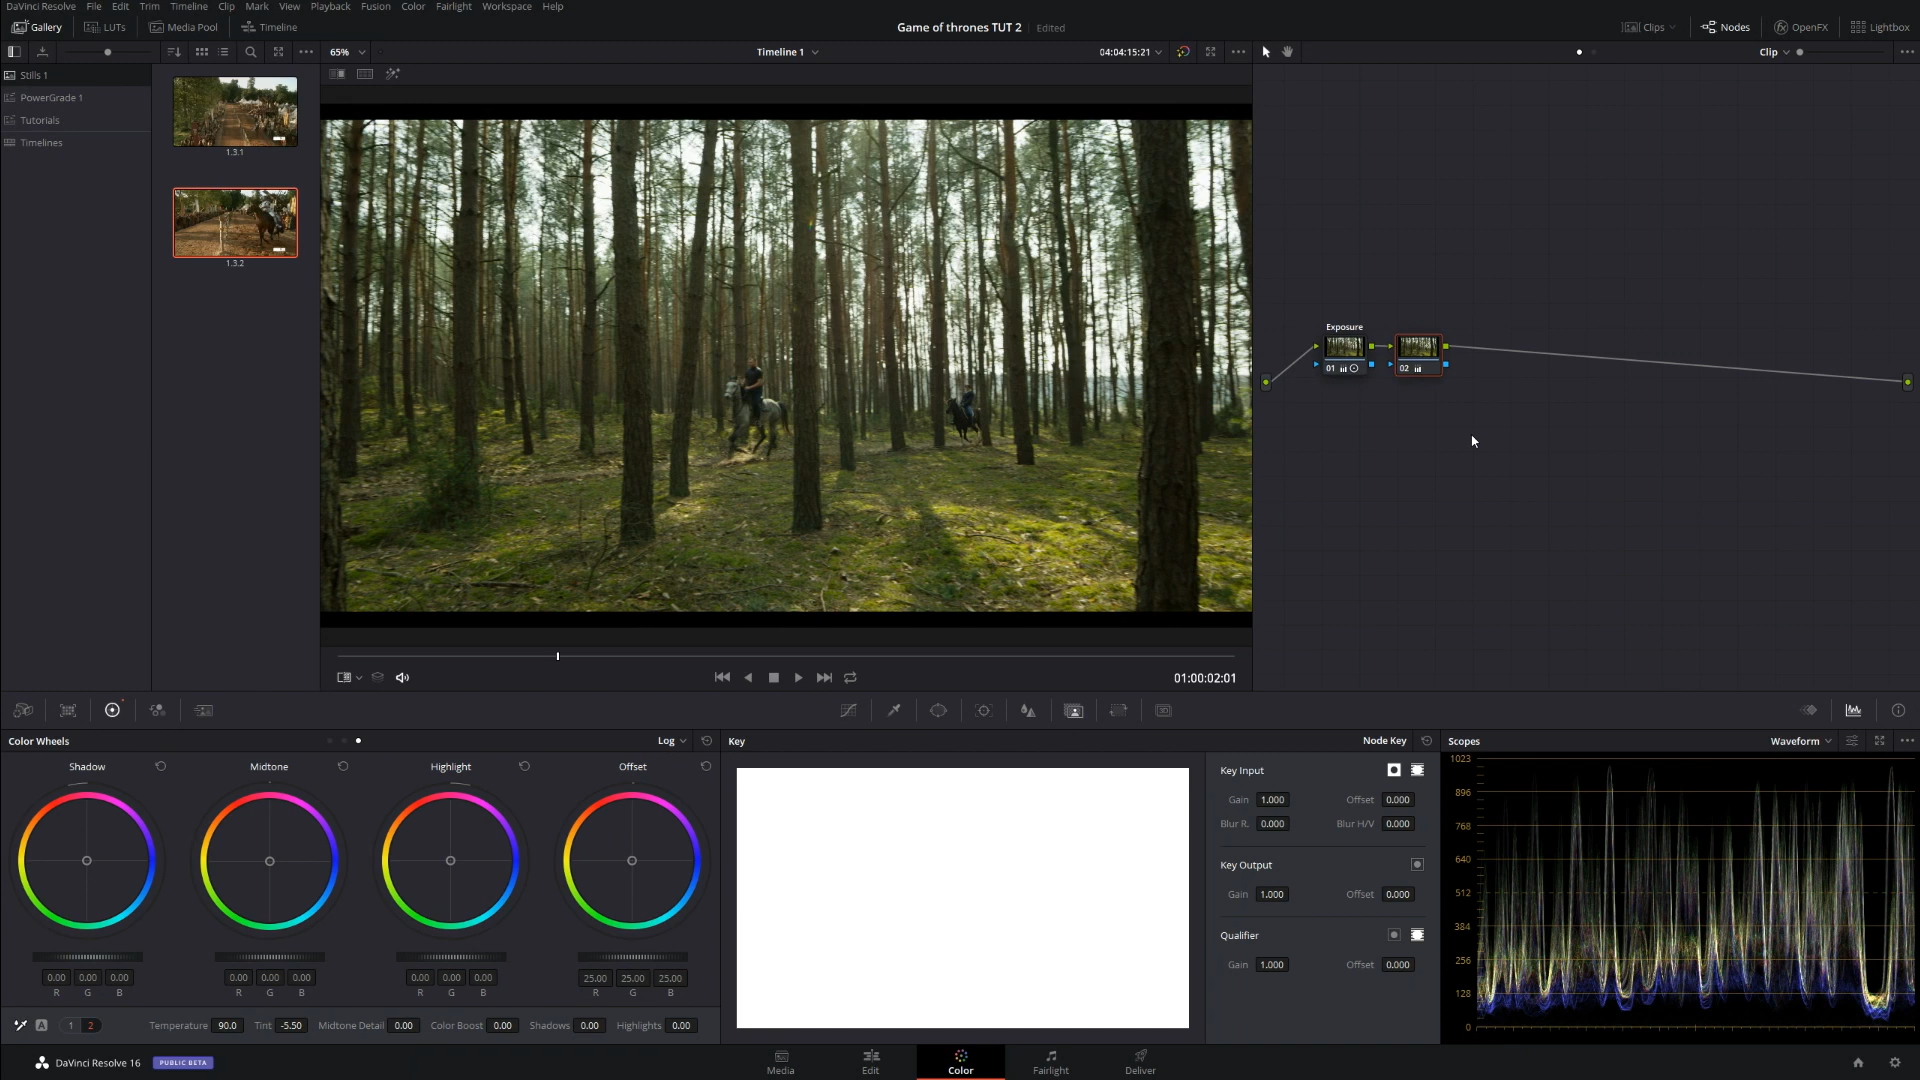 DaVinci Resolve File Edit Trim Timeline Clip Mark View Playback Fusion Color Fairlight Workspace Help
Gallery LUTs Media Pool Timeline Game of thrones TUT 2 Edited Clips Nodes OpenFX Lightbox
65% Timeline 1 04:04:15:21 Clip
Stills 1
PowerGrade 1
Tutorials
Timelines
1.3.1
1.3.2
Exposure
01 02
01:00:02:01
Color Wheels Log Key Node Key Scopes Waveform
Shadow Midtone Highlight Offset
0.00 0.00 0.00 0.00 0.00 0.00 0.00 0.00 0.00 25.00 25.00 25.00
R G B R G B R G B R G B
1 2 Temperature 90.0 Tint -5.50 Midtone Detail 0.00 Color Boost 0.00 Shadows 0.00 Highlights 0.00
Key Input
Gain 1.000 Offset 0.000
Blur R. 0.000 Blur H/V 0.000
Key Output
Gain 1.000 Offset 0.000
Qualifier
Gain 1.000 Offset 0.000
1023
896
768
640
512
384
256
128
0
DaVinci Resolve 16 PUBLIC BETA
Media Edit Color Fairlight Deliver